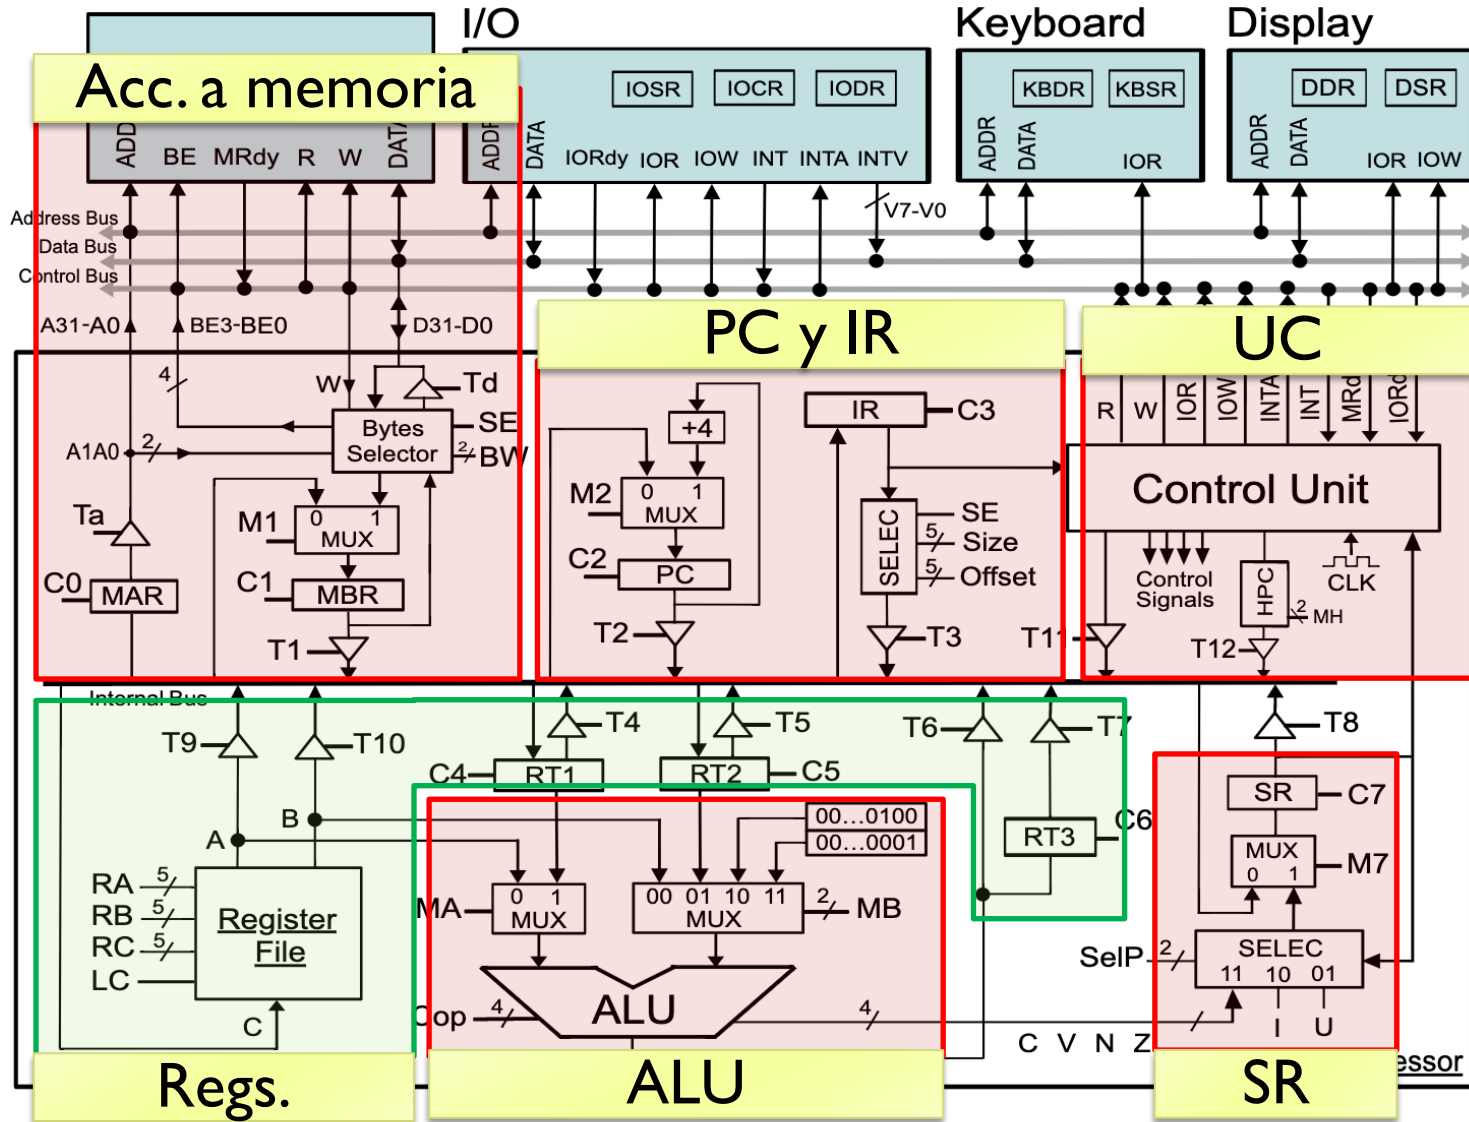 I/O
Keyboard
Display
Acc. a memoria
IOSR
IOCR
IODR
KBDR
KBSR
DDR
DSR
ADD
BE
MRdy
R
W
DATA
ADDR
DATA
IORdy
IOR
IOW
INT
INTA
INTV
ADDR
DATA
IOR
ADDR
DATA
IOR
IOW
V7-V0
Address Bus
Data Bus
Control Bus
A31-A0
BE3-BE0
D31-D0
PC y IR
UC
4
W
Td
Bytes
Selector
SE
2
BW
A1A0
2
M1
0
1
MUX
Ta
C0
MAR
C1
MBR
T1
+4
M2
0
1
MUX
C2
PC
T2
IR
C3
SELEC
SE
5
Size
5
Offset
T3
R
W
IOR
IOW
INTA
INT
MRd
IORd
Control Unit
Control
Signals
HPC
2
MH
CLK
T11
T12
Internal Bus
T9
T10
T4
T5
T6
T7
T8
C4
RT1
RT2
C5
SR
C7
A
B
00...0100
00...0001
RT3
C6
MUX
0
1
M7
RA
5
RB
5
RC
5
LC
Register
File
C
MA
0
1
MUX
00
01
10
11
MUX
2
MB
ALU
Cop
4
4
C V N Z
SelP
2
SELEC
11
10
01
I
U
Regs.
ALU
SR
essor